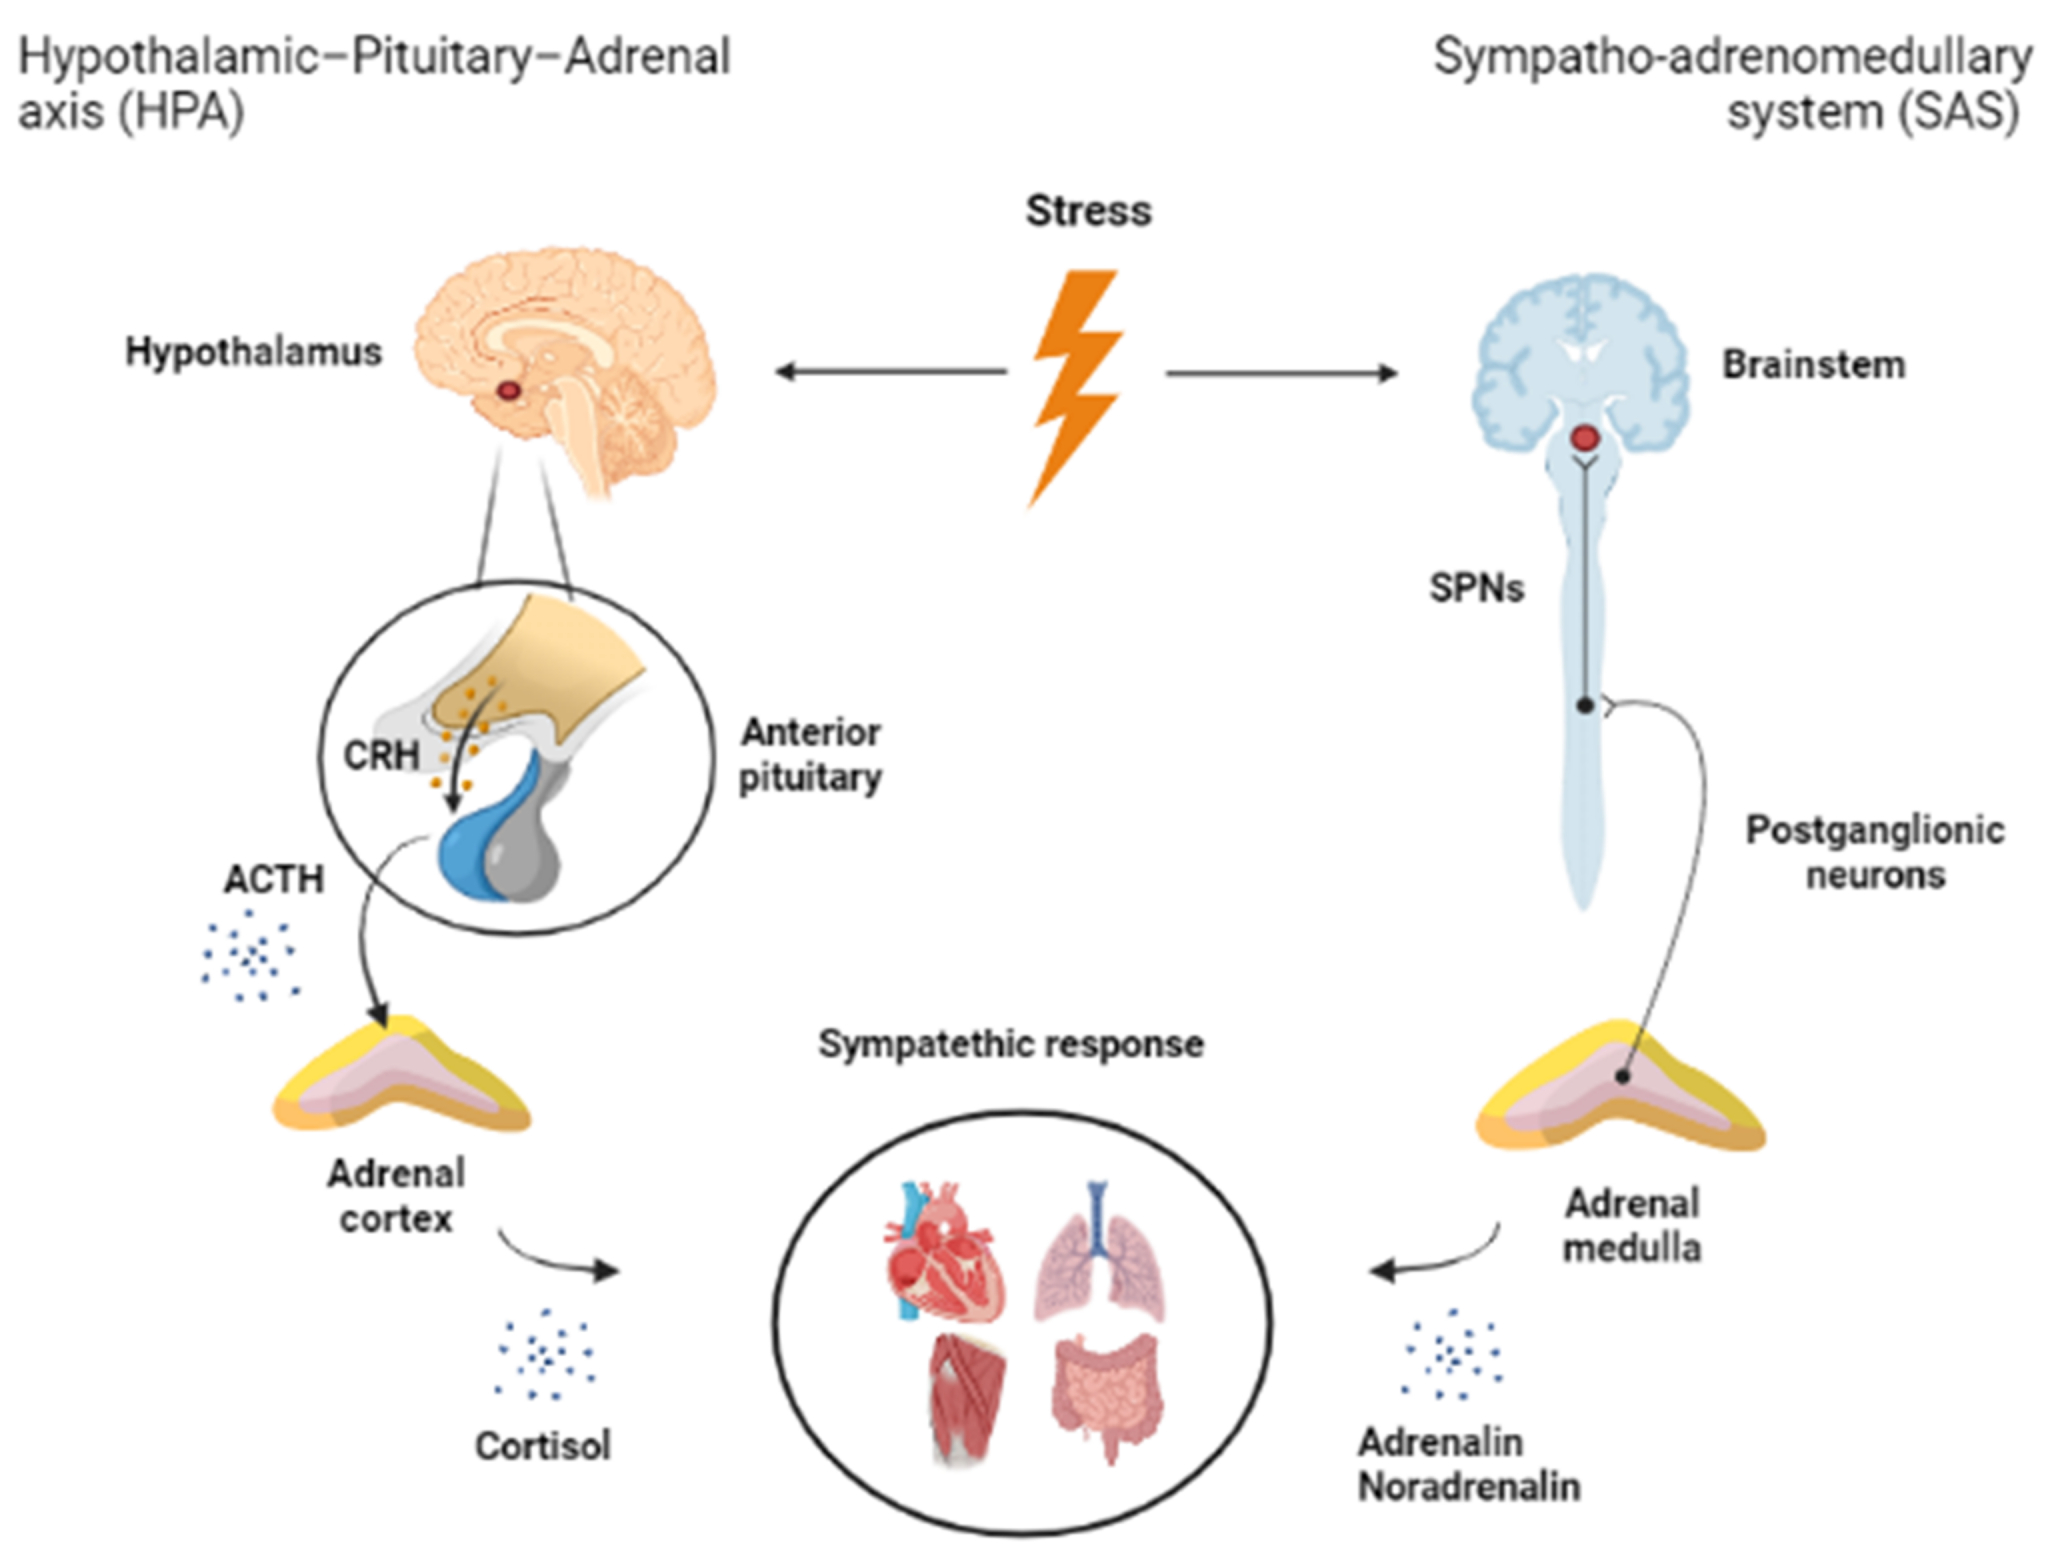 Hypothalamic–Pituitary–Adrenal
axis (HPA)
Sympatho-adrenomedullary
system (SAS)
Stress
Hypothalamus
Brainstem
SPNs
CRH
Anterior
pituitary
ACTH
Postganglionic
neurons
Sympatethic response
Adrenal
cortex
Adrenal
medulla
Cortisol
Adrenalin
Noradrenalin